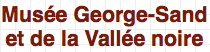 Musée George-Sand
et de la Vallée noire